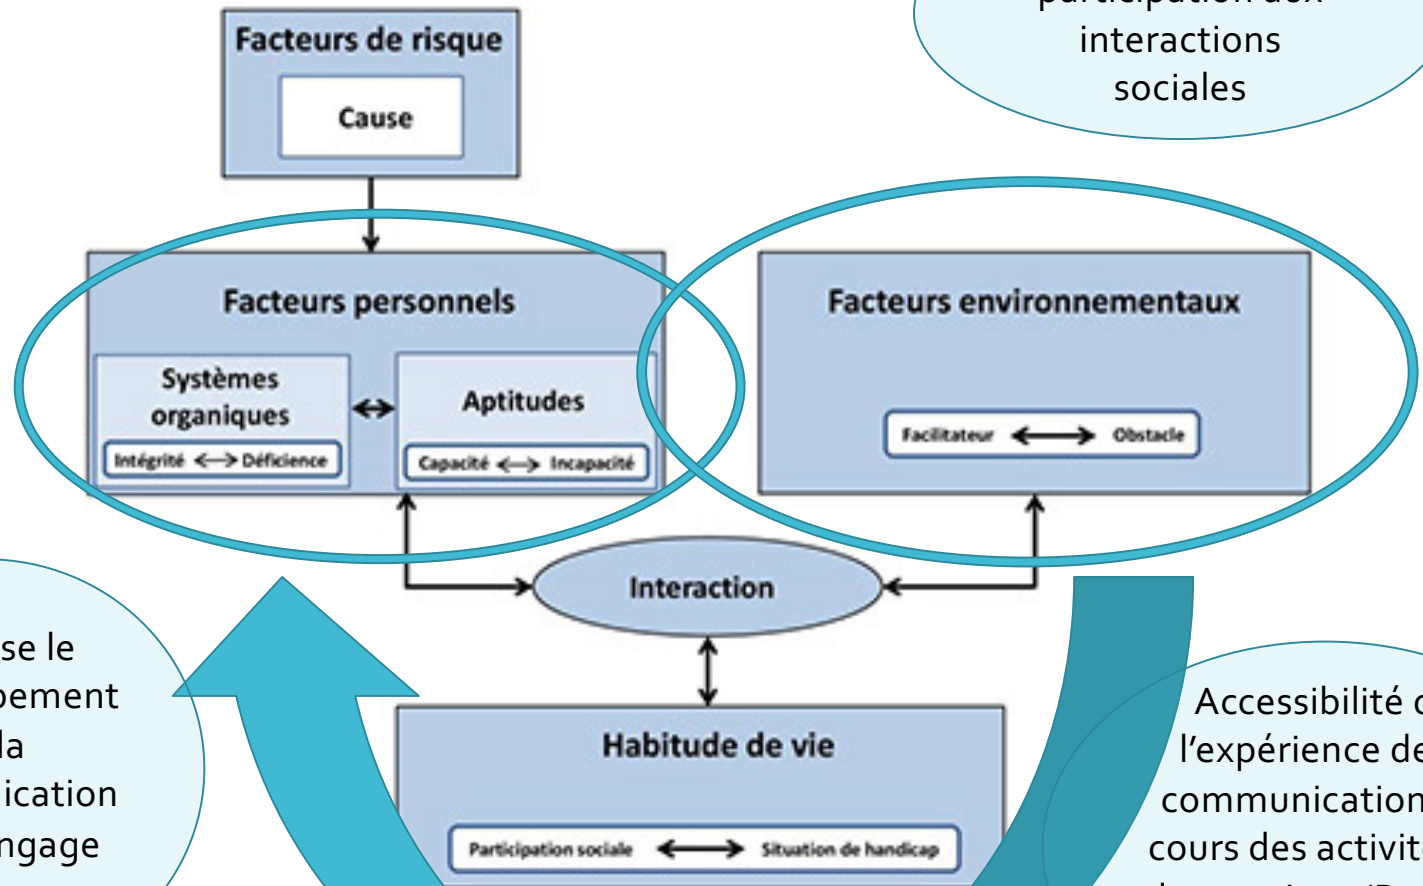 Facteurs de risque
Cause
interactions
sociales
Facteurs personnels
Systèmes
organiques
Intégrité Déficience
Aptitudes
Capacité Incapacité
Facteurs environnementaux
Facilitateur Obstacle
Interaction
se le
pement
la
ication
ngage
Habitude de vie
Participation sociale Situation de handicap
Accessibilité
l’expérience de
communication
cours des activit